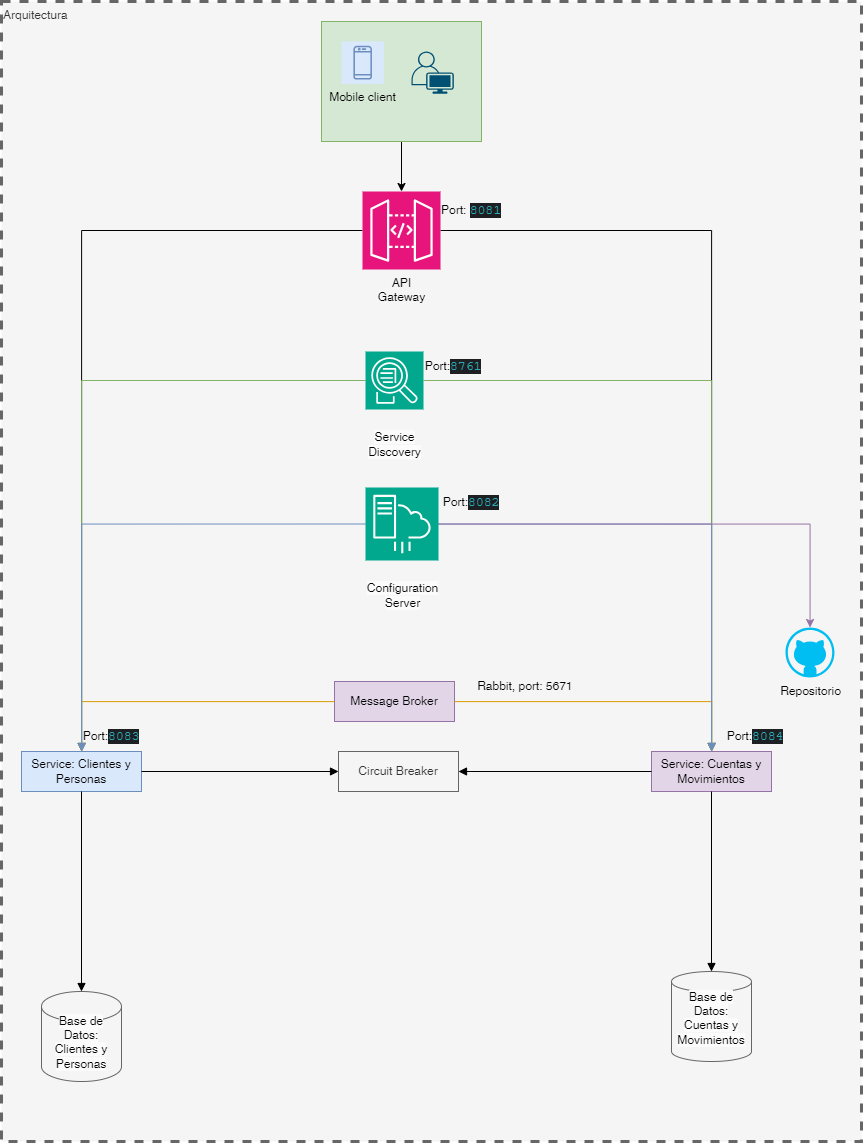 Arquitectura
Mobile client
Port: 8081
API
Gateway
Port:8761
Service
Discovery
Port:8082
Configuration
Server
Repositorio
Rabbit, port: 5671
Message Broker
Port:8083
Port:8084
Service: Clientes y
Personas
Circuit Breaker
Service: Cuentas y
Movimientos
Base de
Datos:
Clientes y
Personas
Base de
Datos:
Cuentas y
Movimientos